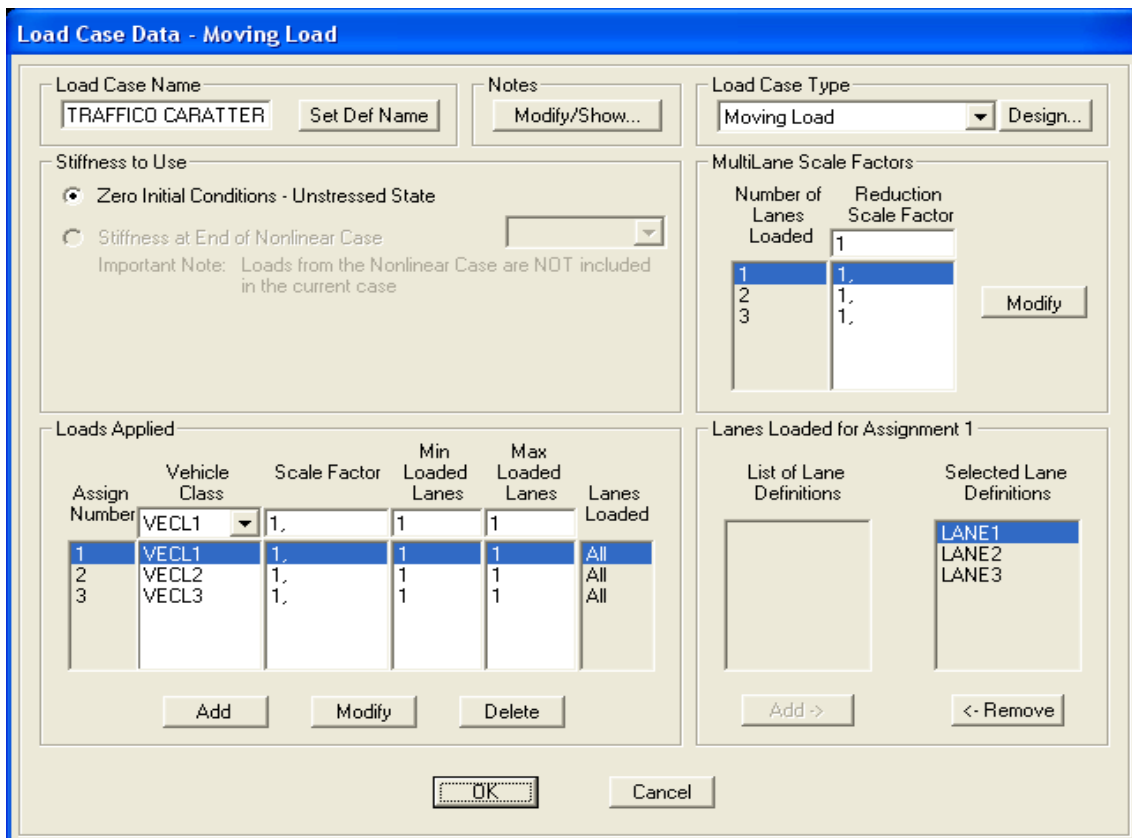 Load Case Data - Moving Load
Load Case Name
TRAFFICO CARATTER
Set Def Name
Notes
Modify/Show...
Load Case Type
Moving Load
Design...
Stiffness to Use
Zero Initial Conditions - Unstressed State
Stiffness at End of Nonlinear Case
Important Note: Loads from the Nonlinear Case are NOT included
in the current case
MultiLane Scale Factors
Number of
Lanes
Loaded
Reduction
Scale Factor
1
1 1,
2 1,
3 1,
Modify
Loads Applied
Assign
Number
Vehicle
Class
Scale Factor
Min
Loaded
Lanes
Max
Loaded
Lanes
Lanes
Loaded
VECL1 1, 1 1
1 VECL1 1, 1 1 All
2 VECL2 1, 1 1 All
3 VECL3 1, 1 1 All
Add
Modify
Delete
Lanes Loaded for Assignment 1
List of Lane
Definitions
Selected Lane
Definitions
LANE1
LANE2
LANE3
Add ->
<- Remove
OK
Cancel